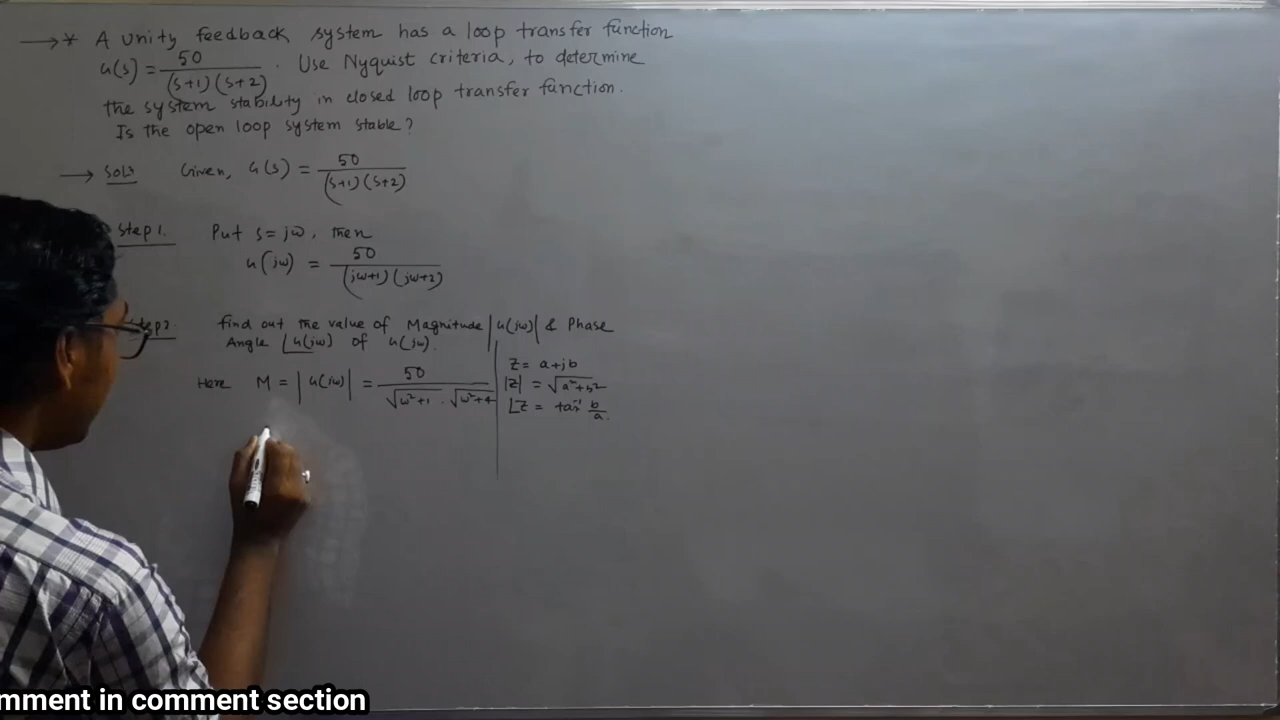 → * A unity feedback system has a loop transfer function
G(s) = 50 / (s+1)(s+2) . Use Nyquist criteria, to determine
the system stability in closed loop transfer function.
Is the open loop system stable?
→ Soln Given, G(s) = 50 / (s+1)(s+2)
Step 1. Put s = jω, then
G(jω) = 50 / (jω+1)(jω+2)
Step 2. find out the value of Magnitude |G(jω)| & Phase
Angle ∠G(jω) of G(jω).
Here M = |G(jω)| = 50 / √ω²+1 . √ω²+4
Z = a+jb
|Z| = √a²+b²
∠Z = tan⁻¹ b/a.
mment in comment section